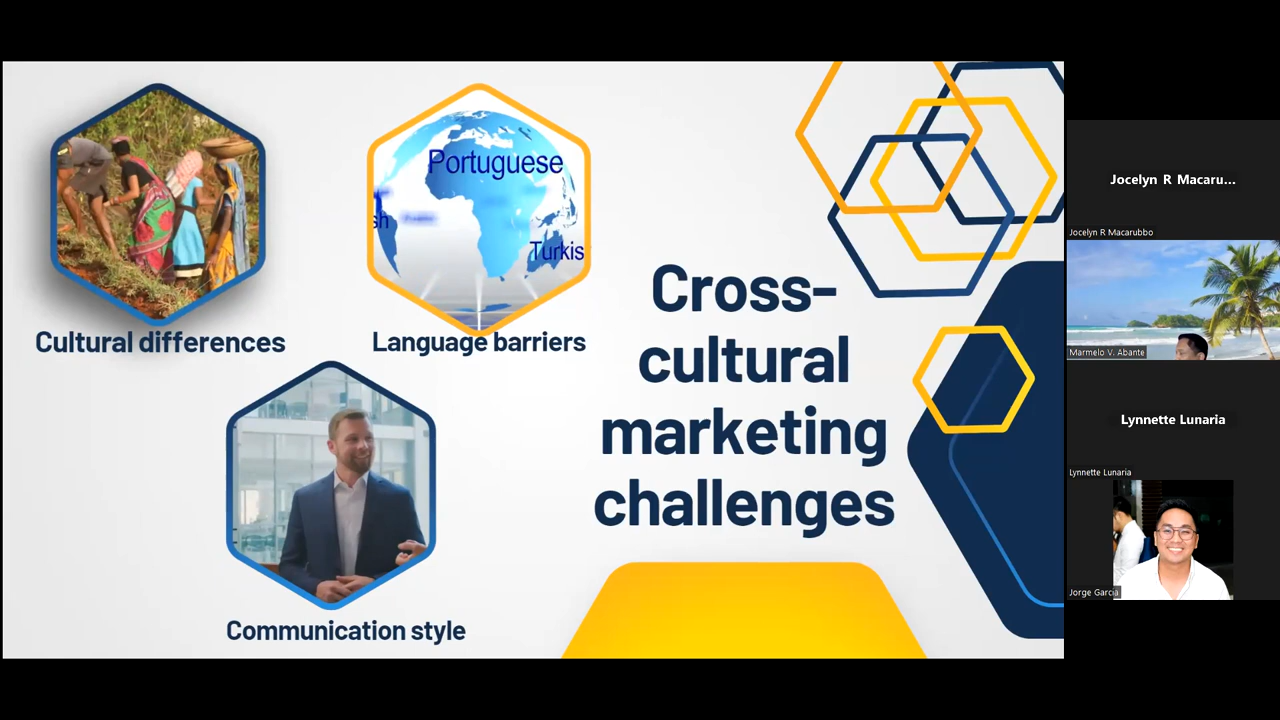 Portuguese
sh
Turkis
Cultural differences
Language barriers
Communication style
Cross-
cultural
marketing
challenges
Jocelyn R Macaru...
Jocelyn R Macarubbo
Marmelo V. Abante
Lynnette Lunaria
Lynnette Lunaria
Jorge Garcia